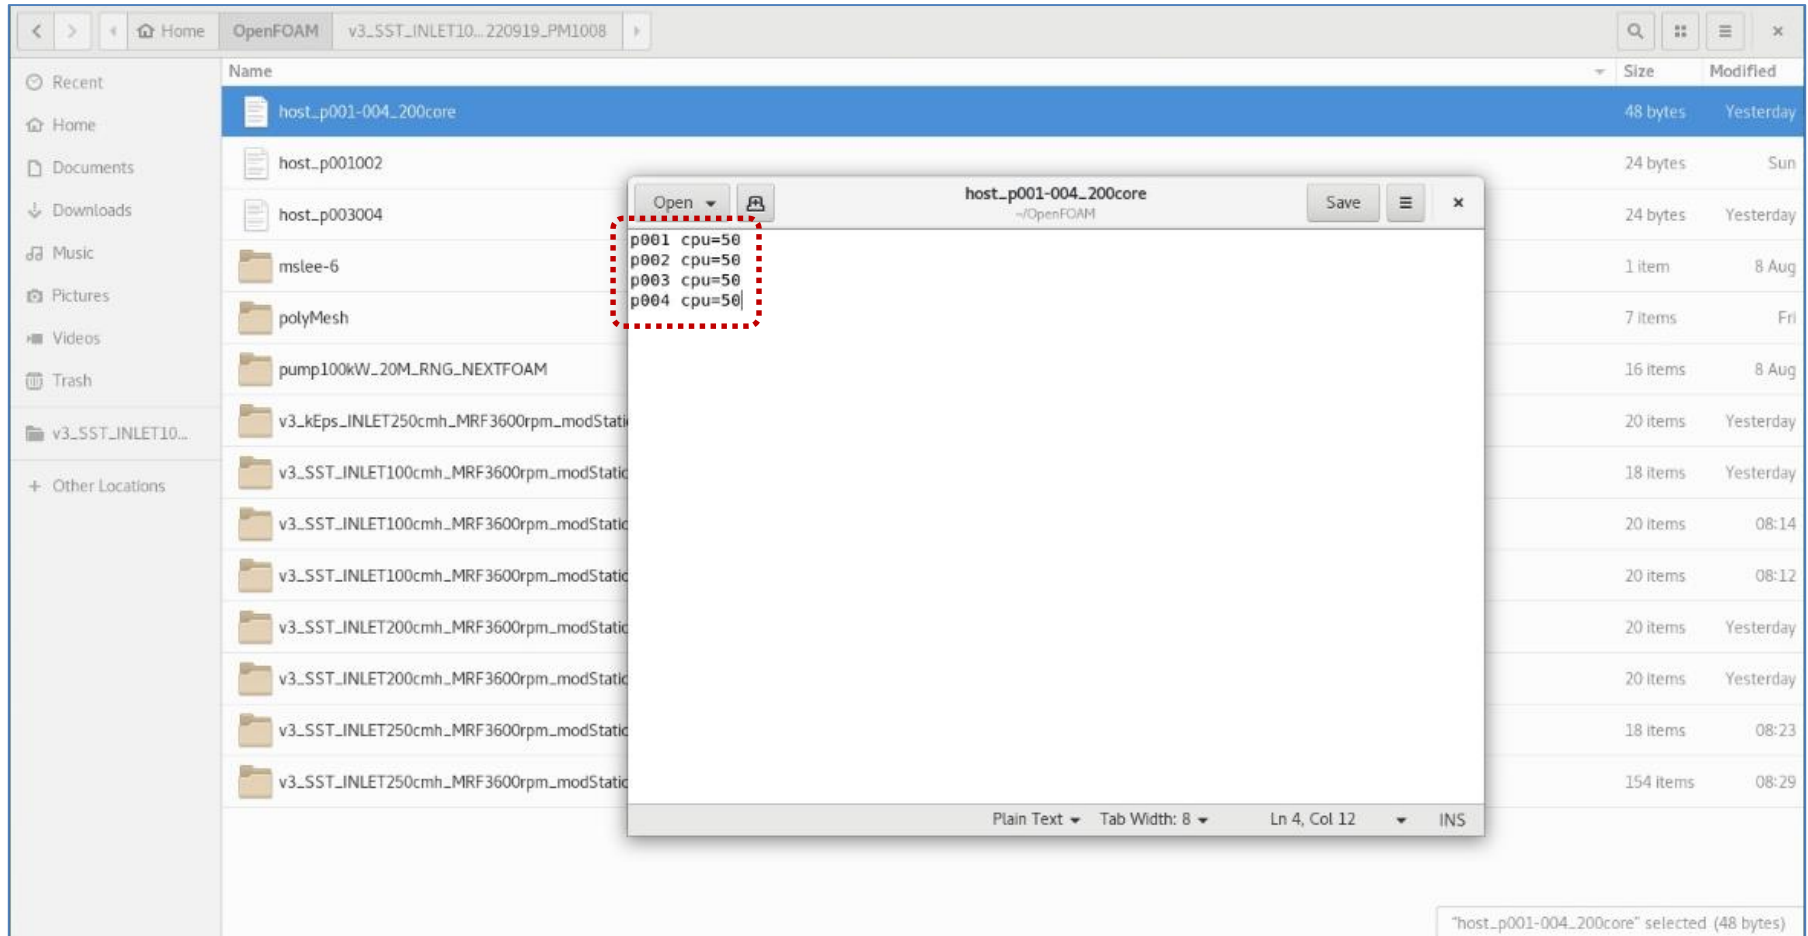 Home OpenFOAM v3_SST_INLET10...220919_PM1008
Name Size Modified
Recent
Home
Documents
Downloads
Music
Pictures
Videos
Trash
v3_SST_INLET10...
+ Other Locations
host_p001-004_200core 48 bytes Yesterday
host_p001002 24 bytes Sun
host_p003004 24 bytes Yesterday
mslee-6 1 item 8 Aug
polyMesh 7 items Fri
pump100kW_20M_RNG_NEXTFOAM 16 items 8 Aug
v3_kEps_INLET250cmh_MRF3600rpm_modStati 20 items Yesterday
v3_SST_INLET100cmh_MRF3600rpm_modStatic 18 items Yesterday
v3_SST_INLET100cmh_MRF3600rpm_modStatic 20 items 08:14
v3_SST_INLET100cmh_MRF3600rpm_modStatic 20 items 08:12
v3_SST_INLET200cmh_MRF3600rpm_modStatic 20 items Yesterday
v3_SST_INLET200cmh_MRF3600rpm_modStatic 20 items Yesterday
v3_SST_INLET250cmh_MRF3600rpm_modStatic 18 items 08:23
v3_SST_INLET250cmh_MRF3600rpm_modStatic 154 items 08:29
Open host_p001-004_200core Save
~/OpenFOAM
p001 cpu=50
p002 cpu=50
p003 cpu=50
p004 cpu=50
Plain Text Tab Width: 8 Ln 4, Col 12 INS
"host_p001-004_200core" selected (48 bytes)